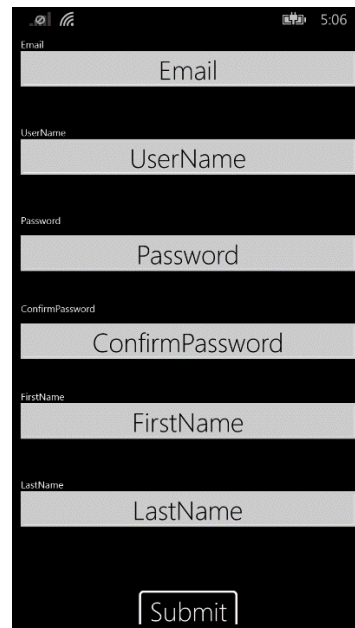 5:06
Email
Email
UserName
UserName
Password
Password
ConfirmPassword
ConfirmPassword
FirstName
FirstName
LastName
LastName
Submit